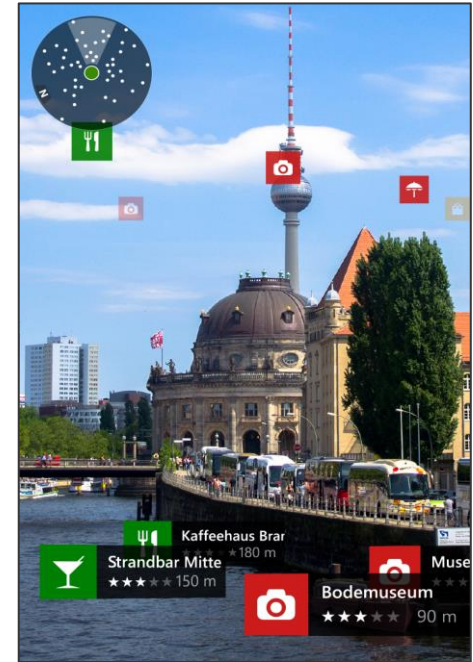 N
Kaffeehaus Brar
180 m
Strandbar Mitte
150 m
Muse
Bodemuseum
90 m